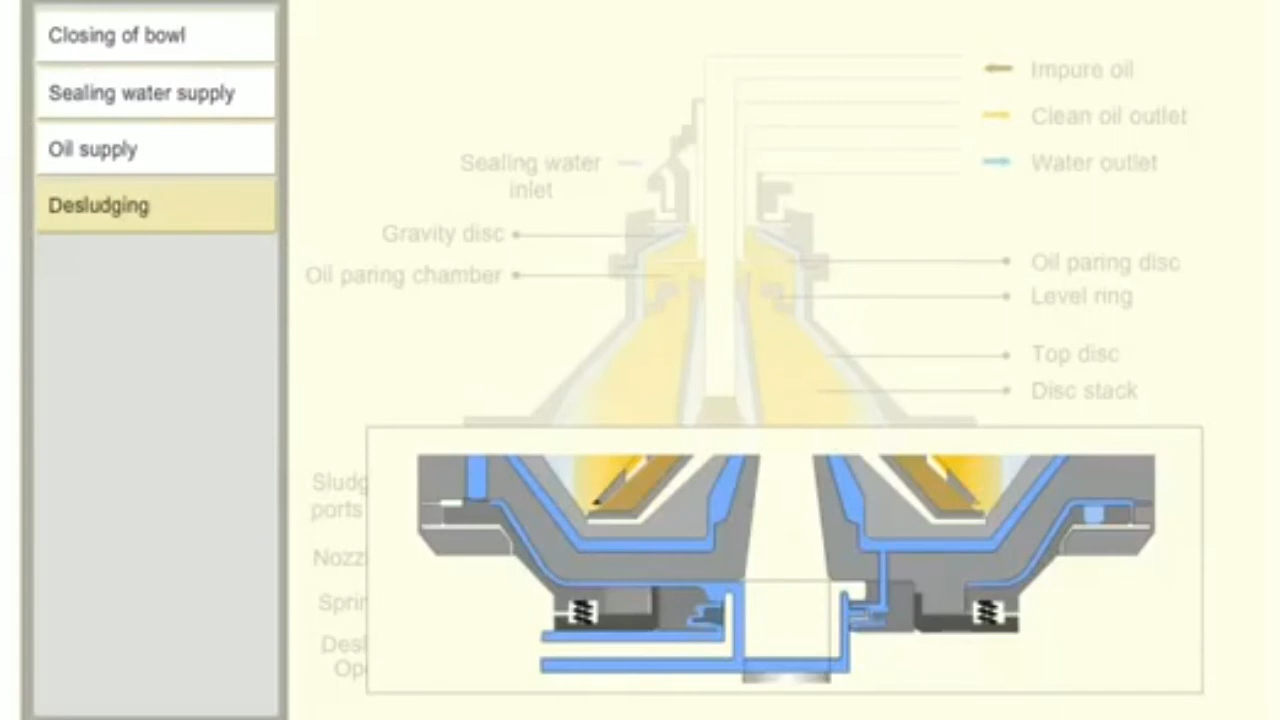 Closing of bowl
Sealing water supply
Oil supply
Desludging
Impure oil
Clean oil outlet
Water outlet
Sealing water
inlet
Gravity disc
Oil paring chamber
Oil paring disc
Level ring
Top disc
Disc stack
ports